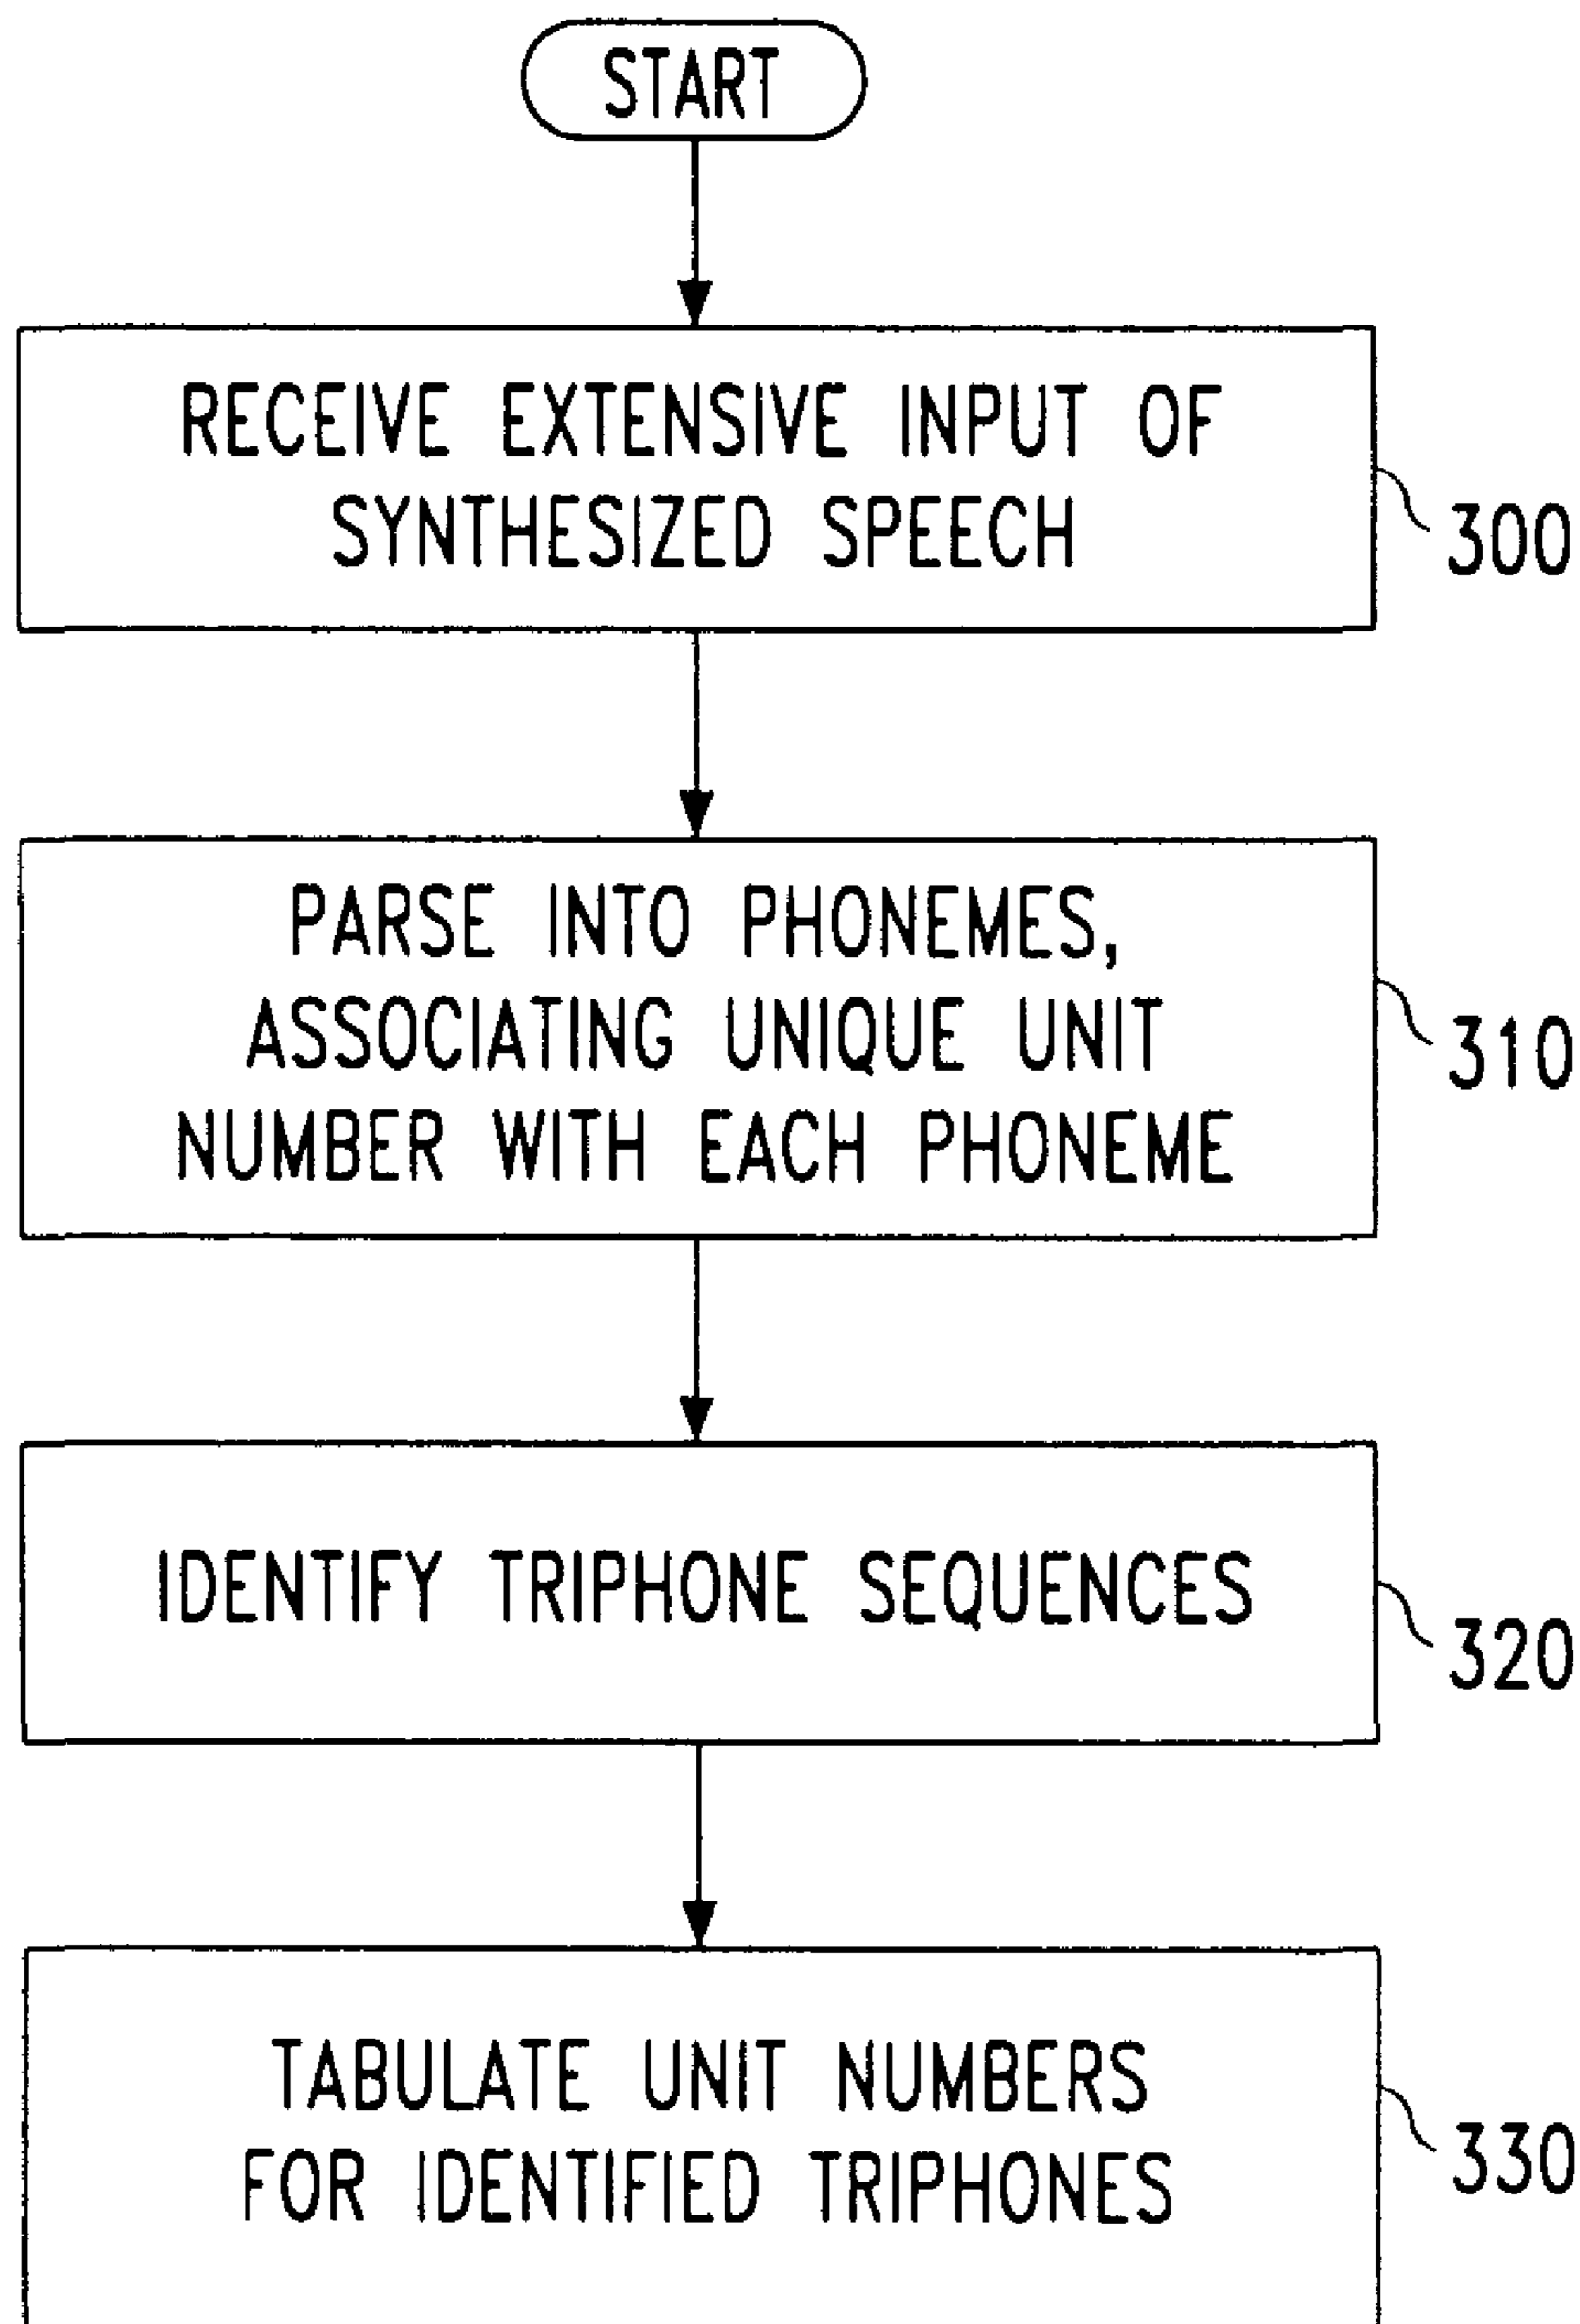 START
RECEIVE EXTENSIVE INPUT OF
SYNTHESIZED SPEECH
300
PARSE INTO PHONEMES,
ASSOCIATING UNIQUE UNIT
NUMBER WITH EACH PHONEME
310
IDENTIFY TRIPHONE SEQUENCES
320
TABULATE UNIT NUMBERS
FOR IDENTIFIED TRIPHONES
330